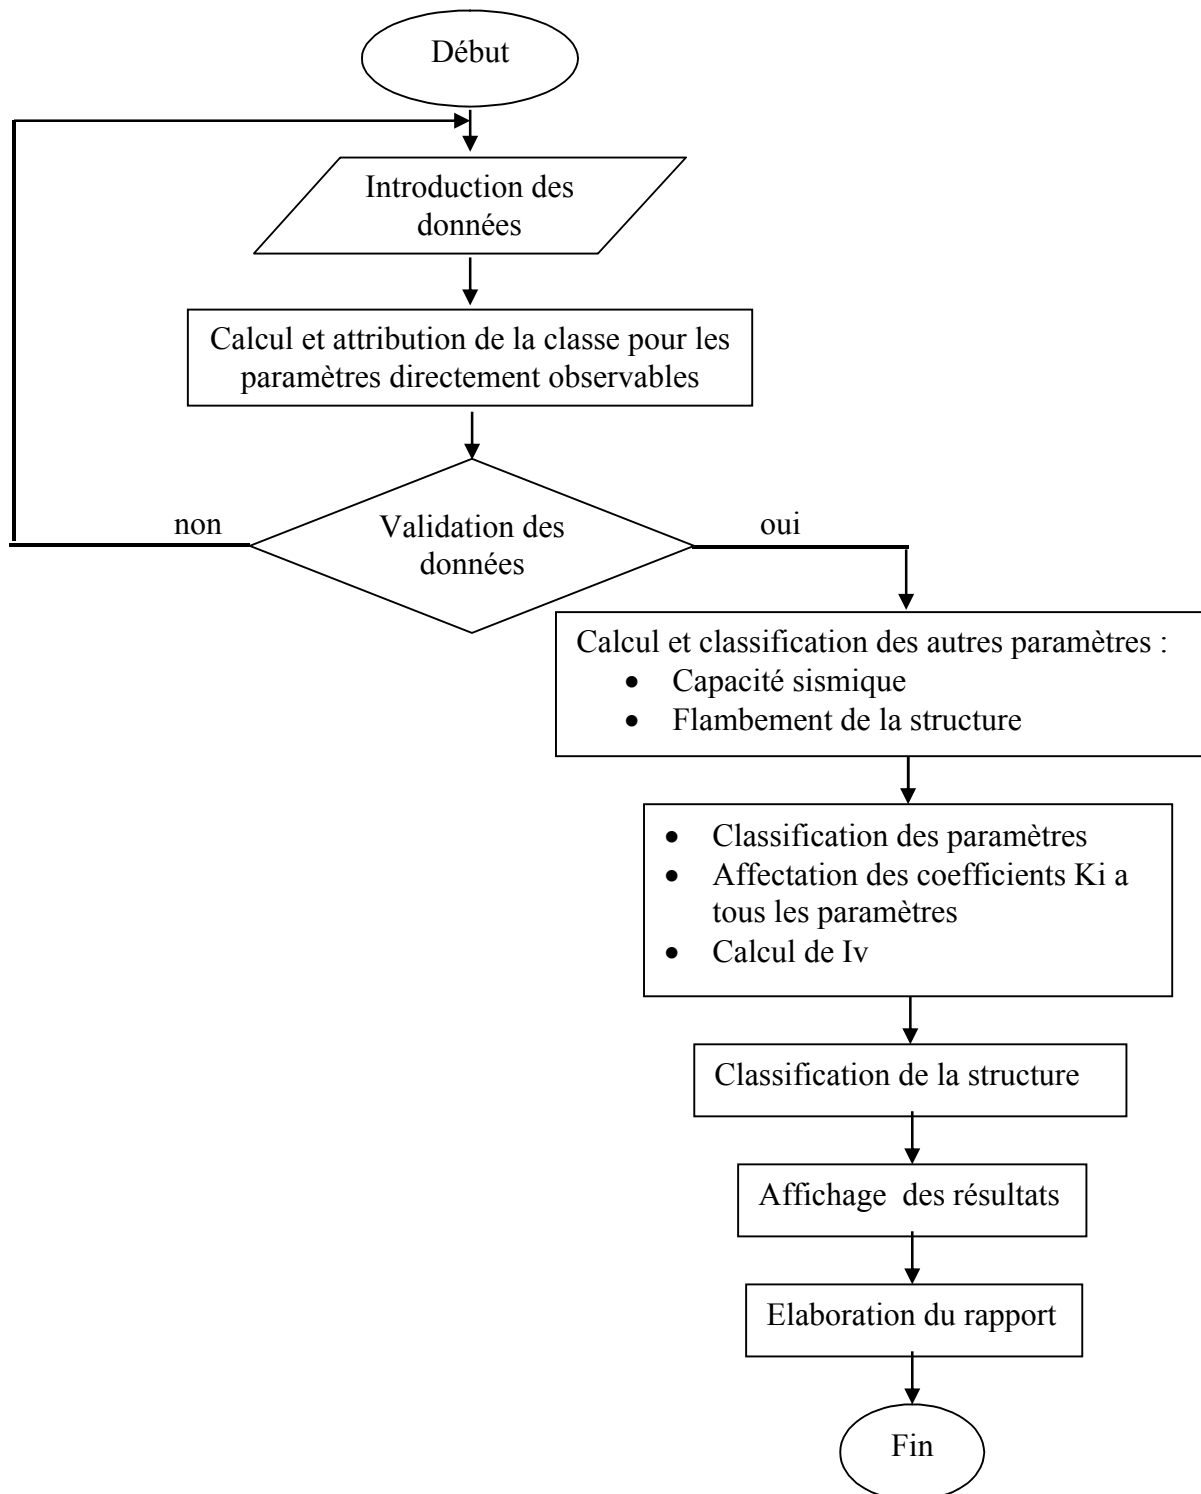 Début
Introduction des
données
Calcul et attribution de la classe pour les
paramètres directement observables
non
Validation des
données
oui
Calcul et classification des autres paramètres :
• Capacité sismique
• Flambement de la structure
• Classification des paramètres
• Affectation des coefficients Ki a
tous les paramètres
• Calcul de Iv
Classification de la structure
Affichage des résultats
Elaboration du rapport
Fin